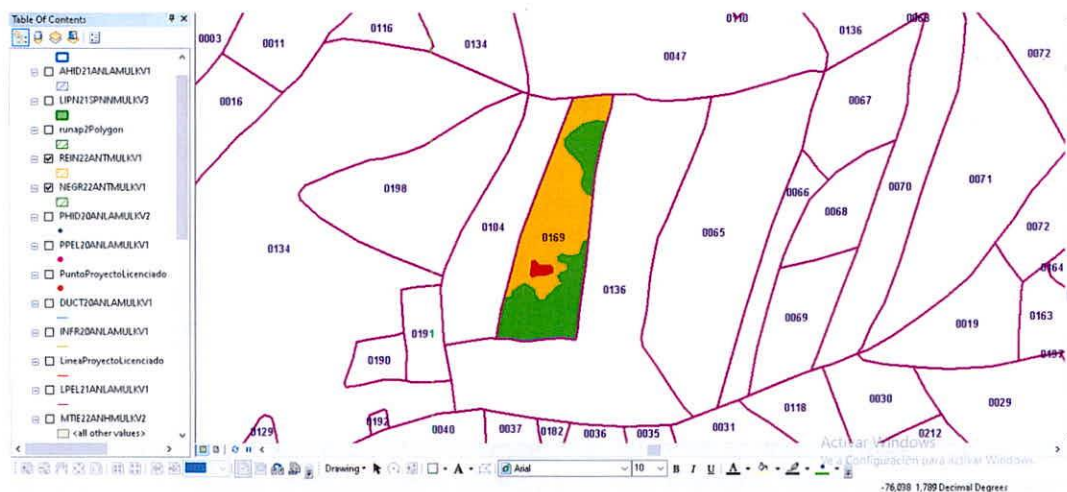 Table Of Contents
AHID21ANLAMULKV1
LIPN21SPNNMULKV3
runap2Polygon
REIN22ANTMULKV1
NEGR22ANTMULKV1
PHID20ANLAMULKV2
PPEL20ANLAMULKV1
PuntoProyectoLicenciado
DUCT20ANLAMULKV1
INFR20ANLAMULKV1
LineaProyectoLicenciado
LPEL21ANLAMULKV1
MTIE22ANHMULKV2
<all other values>
0003
0011
0116
0134
0110
0047
0136
0068
0072
0016
0067
0198
0104
0169
0136
0065
0066
0068
0070
0071
0072
0134
0164
0163
0191
0190
0069
0019
0192
0129
0192
0040
0037
0182
0036
0035
0031
0118
0030
0029
0212
Activar Windows
Ve a Configuración para activar Windows.
Drawing
Arial
10
B I U A
-76,098 1,789 Decimal Degrees